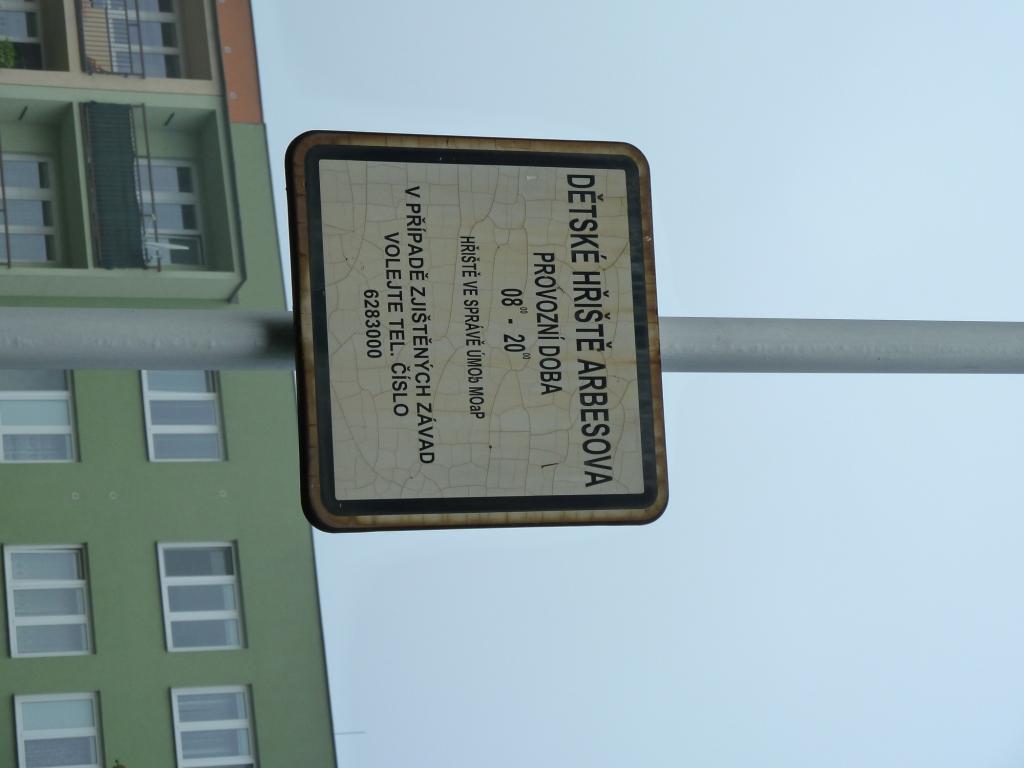 DĚTSKÉ HŘIŠTĚ ARBESOVA
PROVOZNÍ DOBA
08⁰⁰ - 20⁰⁰
HŘIŠTĚ VE SPRÁVĚ ÚMOb MOaP
V PŘÍPADĚ ZJIŠTĚNÝCH ZÁVAD
VOLEJTE TEL. ČÍSLO
6283000